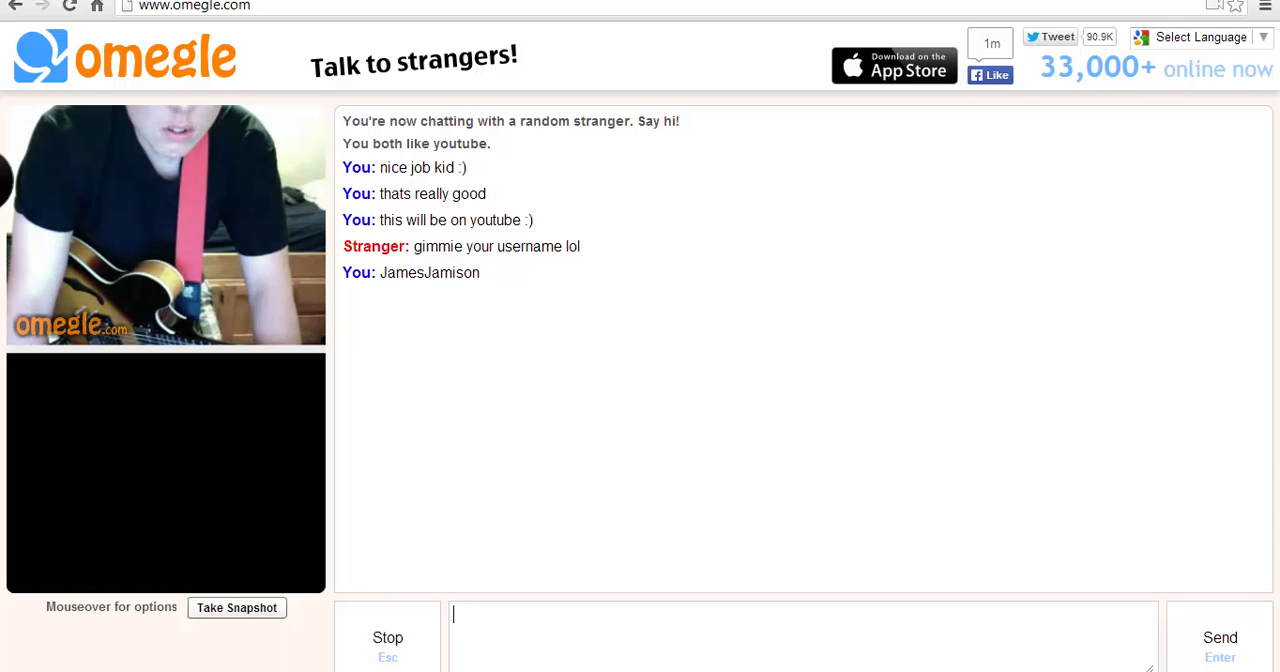 www.omegle.com
omegle
Talk to strangers!
Download on the
App Store
1m
Like
Tweet
90.9K
Select Language
33,000+ online now
omegle.com
You're now chatting with a random stranger. Say hi!
You both like youtube.
You: nice job kid :)
You: thats really good
You: this will be on youtube :)
Stranger: gimmie your username lol
You: JamesJamison
Mouseover for options
Take Snapshot
Stop
Esc
Send
Enter